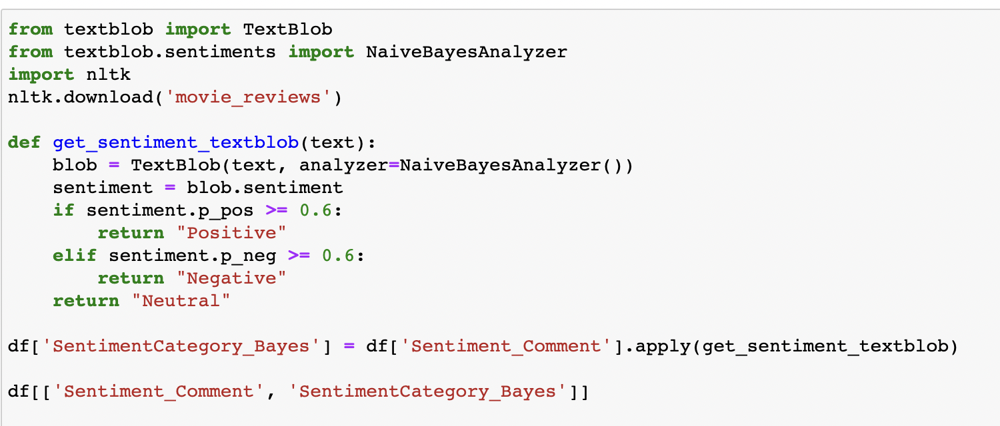 from textblob import TextBlob
from textblob.sentiments import NaiveBayesAnalyzer
import nltk
nltk.download('movie_reviews')

def get_sentiment_textblob(text):
    blob = TextBlob(text, analyzer=NaiveBayesAnalyzer())
    sentiment = blob.sentiment
    if sentiment.p_pos >= 0.6:
        return "Positive"
    elif sentiment.p_neg >= 0.6:
        return "Negative"
    return "Neutral"

df['SentimentCategory_Bayes'] = df['Sentiment_Comment'].apply(get_sentiment_textblob)

df[['Sentiment_Comment', 'SentimentCategory_Bayes']]